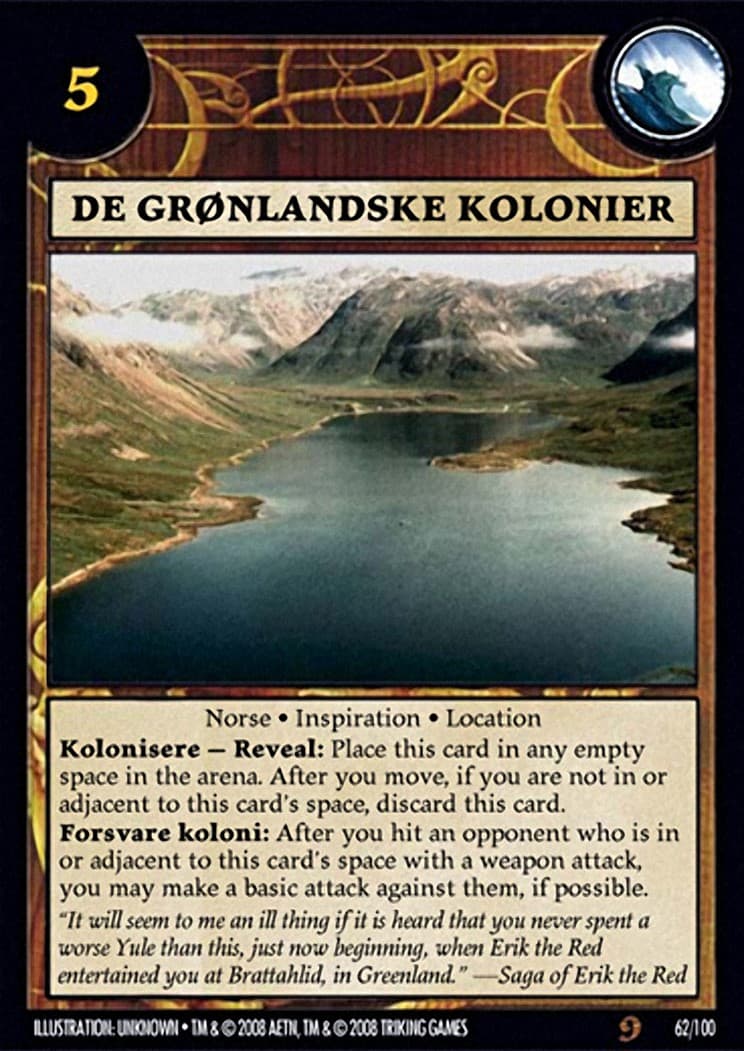 5
DE GRØNLANDSKE KOLONIER
Norse • Inspiration • Location
Kolonisere – Reveal: Place this card in any empty
space in the arena. After you move, if you are not in or
adjacent to this card's space, discard this card.
Forsvare koloni: After you hit an opponent who is in
or adjacent to this card's space with a weapon attack,
you may make a basic attack against them, if possible.
“It will seem to me an ill thing if it is heard that you never spent a
worse Yule than this, just now beginning, when Erik the Red
entertained you at Brattahlid, in Greenland.” —Saga of Erik the Red
ILLUSTRATION: UNKNOWN • TM & © 2008 AETN, TM & © 2008 TRIKING GAMES
62/100